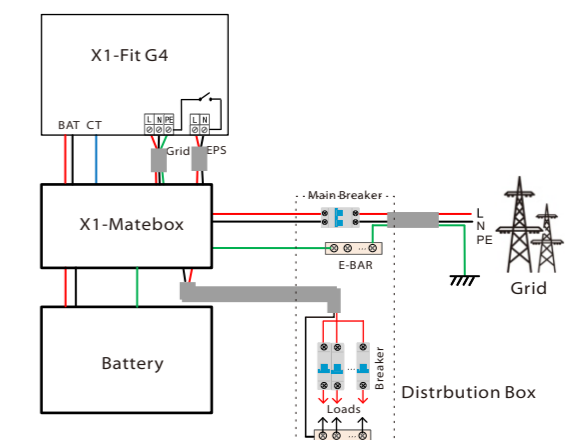 X1-Fit G4
BAT CT
L N PE
L N
Grid
EPS
Main Breaker
X1-Matebox
L
N
PE
E-BAR
Grid
Battery
Breaker
Distrbution Box
Loads